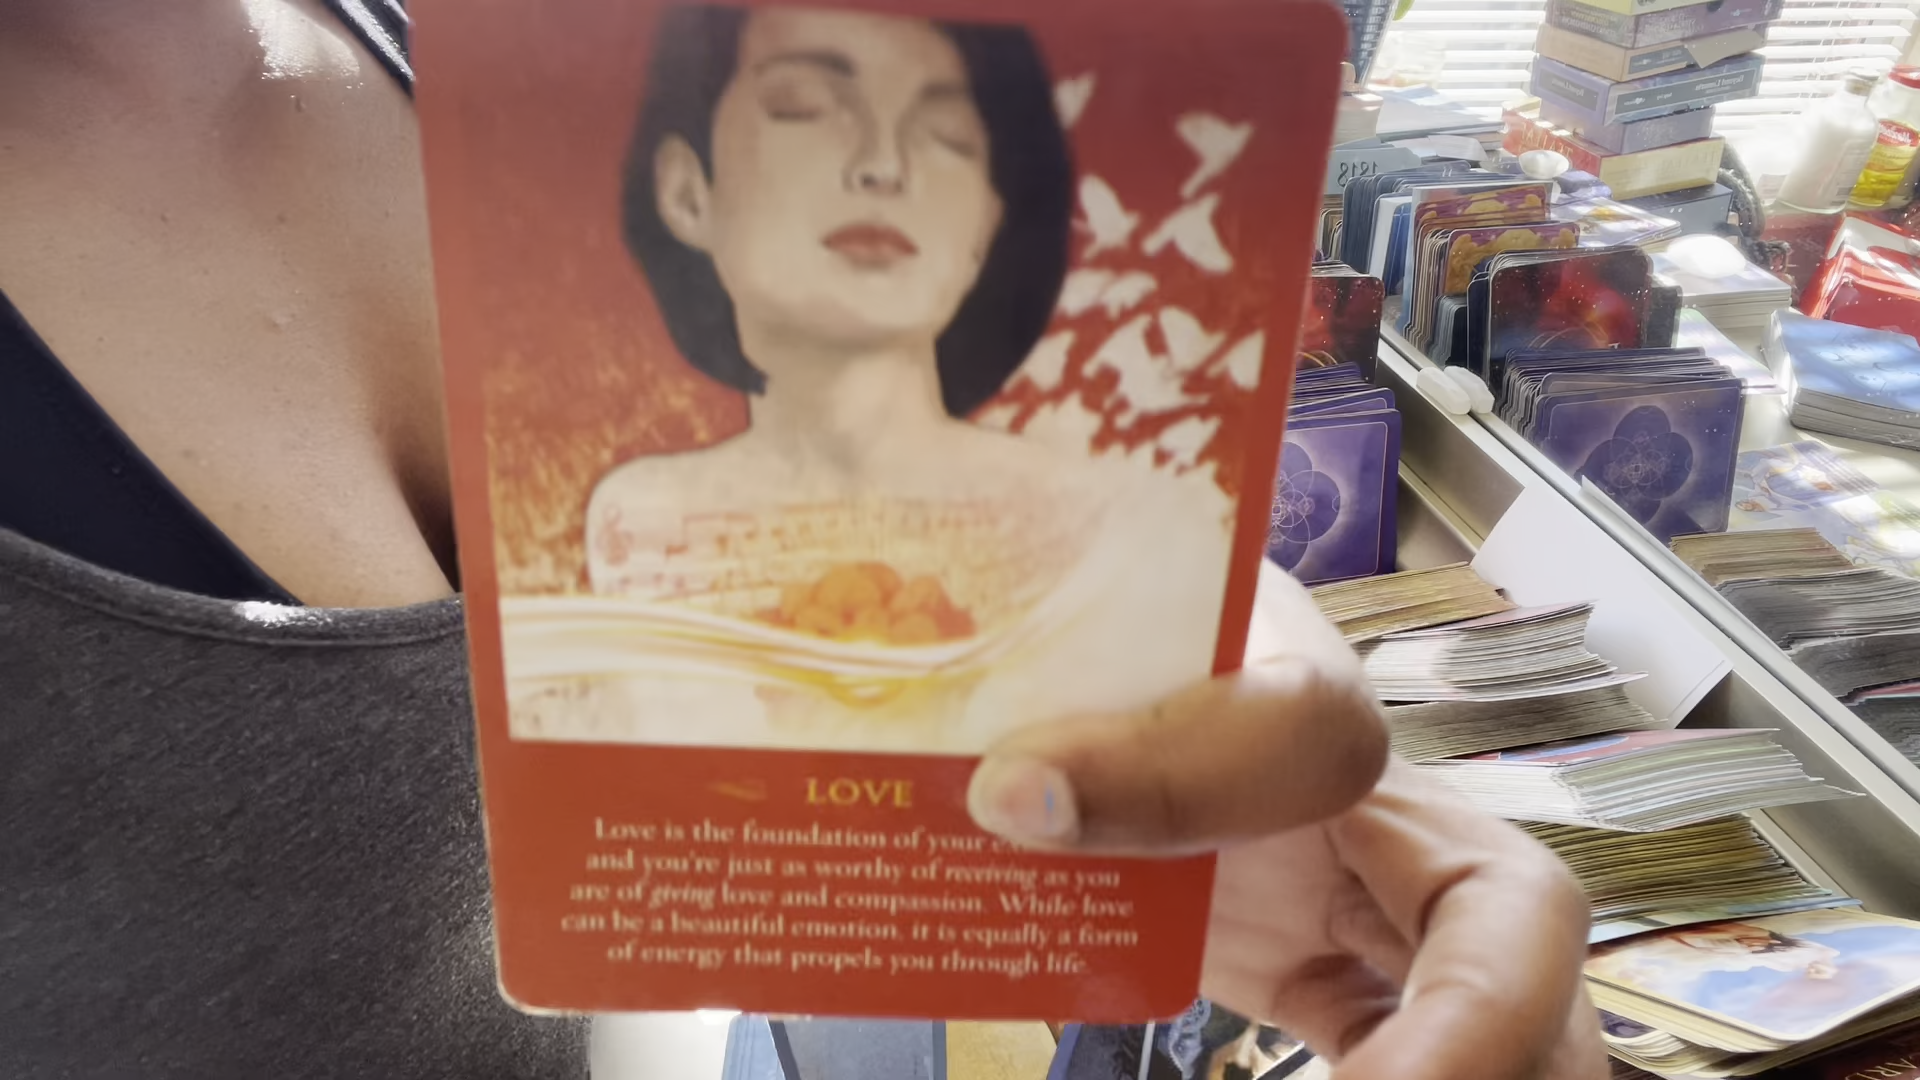 LOVE
Love is the foundation of your
and you're just as worthy of receiving as you
are of giving love and compassion. While love
can be a beautiful emotion, it is equally a form
of energy that propels you through life.
1918